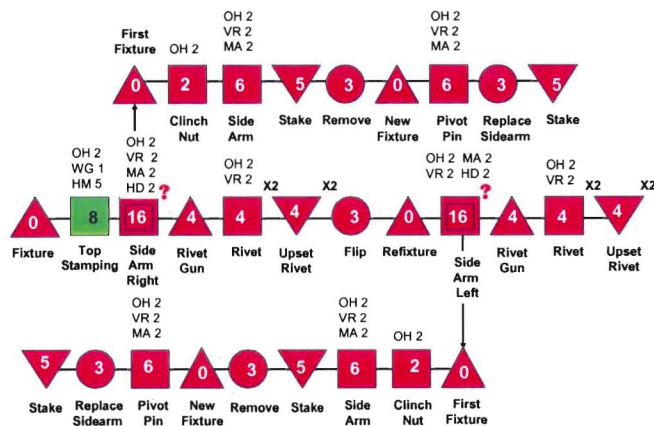 OH 2
VR 2
MA 2
OH 2
VR 2
MA 2
First
Fixture
OH 2
0 2 6 5 3 0 6 3 5
Clinch
Nut
Side
Arm
Stake
Remove
New
Fixture
Pivot
Pin
Replace
Sidearm
Stake
OH 2
WG 1
HM 5
OH 2
VR 2
MA 2
HD 2
?
OH 2
VR 2
X2
X2
OH 2 MA 2
VR 2 HD 2
?
OH 2
VR 2
X2
X2
0 8 16 4 4 4 3 0 16 4 4 4
Fixture
Top
Stamping
Side
Arm
Right
Rivet
Gun
Rivet
Upset
Rivet
Flip
Refixture
Side
Arm
Left
Rivet
Gun
Rivet
Upset
Rivet
OH 2
VR 2
MA 2
OH 2
VR 2
MA 2
OH 2
5 3 6 0 3 5 6 2 0
Stake
Replace
Sidearm
Pivot
Pin
New
Fixture
Remove
Stake
Side
Arm
Clinch
Nut
First
Fixture